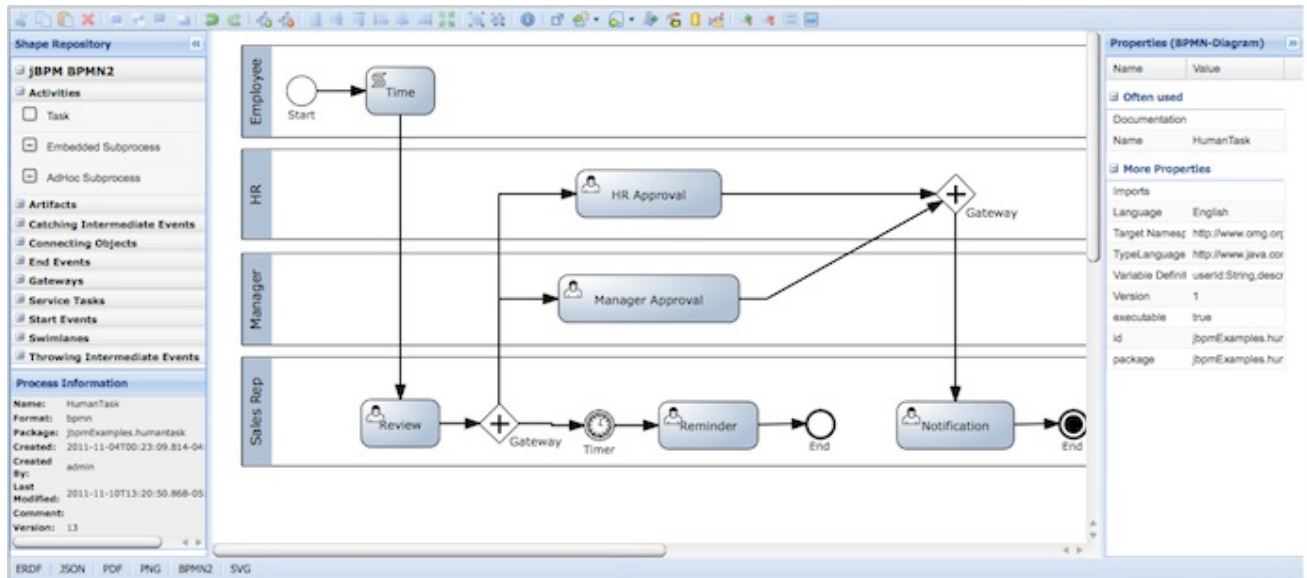 Shape Repository
jBPM BPMN2
Activities
Task
Embedded Subprocess
AdHoc Subprocess
Artifacts
Catching Intermediate Events
Connecting Objects
End Events
Gateways
Service Tasks
Start Events
Swimlanes
Throwing Intermediate Events
Process Information
Name: HumanTask
Format: bpmn
Package: jbpmExamples.humantask
Created: 2011-11-04T00:23:09.814-04:
Created By: admin
Last Modified: 2011-11-10T13:20:50.868-05
Comment:
Version: 13
Employee
Start
Time
HR
HR Approval
Gateway
Manager
Manager Approval
Sales Rep
Review
Gateway
Timer
Reminder
End
Notification
End
Properties (BPMN-Diagram)
Name Value
Often used
Documentation
Name HumanTask
More Properties
Imports
Language English
Target Namesp http://www.omg.org
TypeLanguage http://www.java.cor
Variable Definit userId:String,descr
Version 1
executable true
id jbpmExamples.hur
package jbpmExamples.hur
ERDF JSON PDF PNG BPMN2 SVG